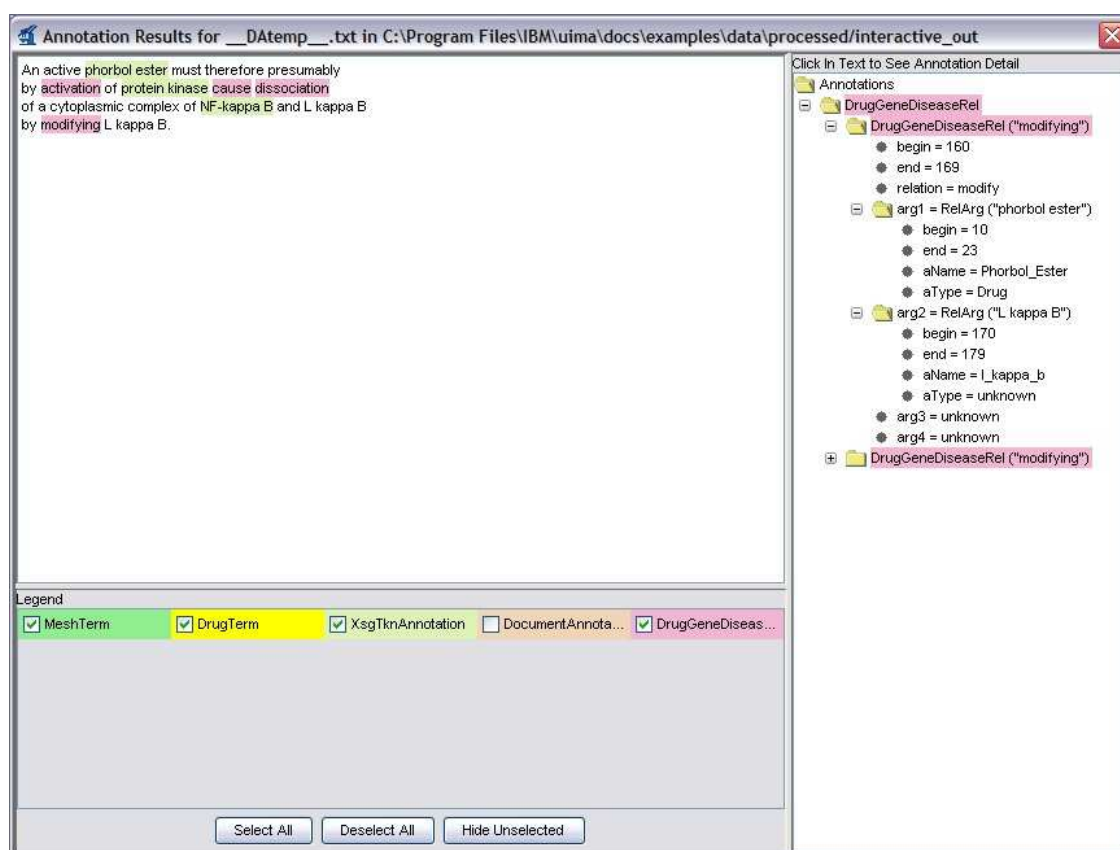 Annotation Results for __DAtemp__.txt in C:\Program Files\IBM\uima\docs\examples\data\processed/interactive_out
An active phorbol ester must therefore presumably
by activation of protein kinase cause dissociation
of a cytoplasmic complex of NF-kappa B and L kappa B
by modifying L kappa B.
Click In Text to See Annotation Detail
Annotations
DrugGeneDiseaseRel
DrugGeneDiseaseRel ("modifying")
begin = 160
end = 169
relation = modify
arg1 = RelArg ("phorbol ester")
begin = 10
end = 23
aName = Phorbol_Ester
aType = Drug
arg2 = RelArg ("L kappa B")
begin = 170
end = 179
aName = l_kappa_b
aType = unknown
arg3 = unknown
arg4 = unknown
DrugGeneDiseaseRel ("modifying")
Legend
MeshTerm DrugTerm XsgTknAnnotation DocumentAnnota... DrugGeneDiseas...
Select All Deselect All Hide Unselected